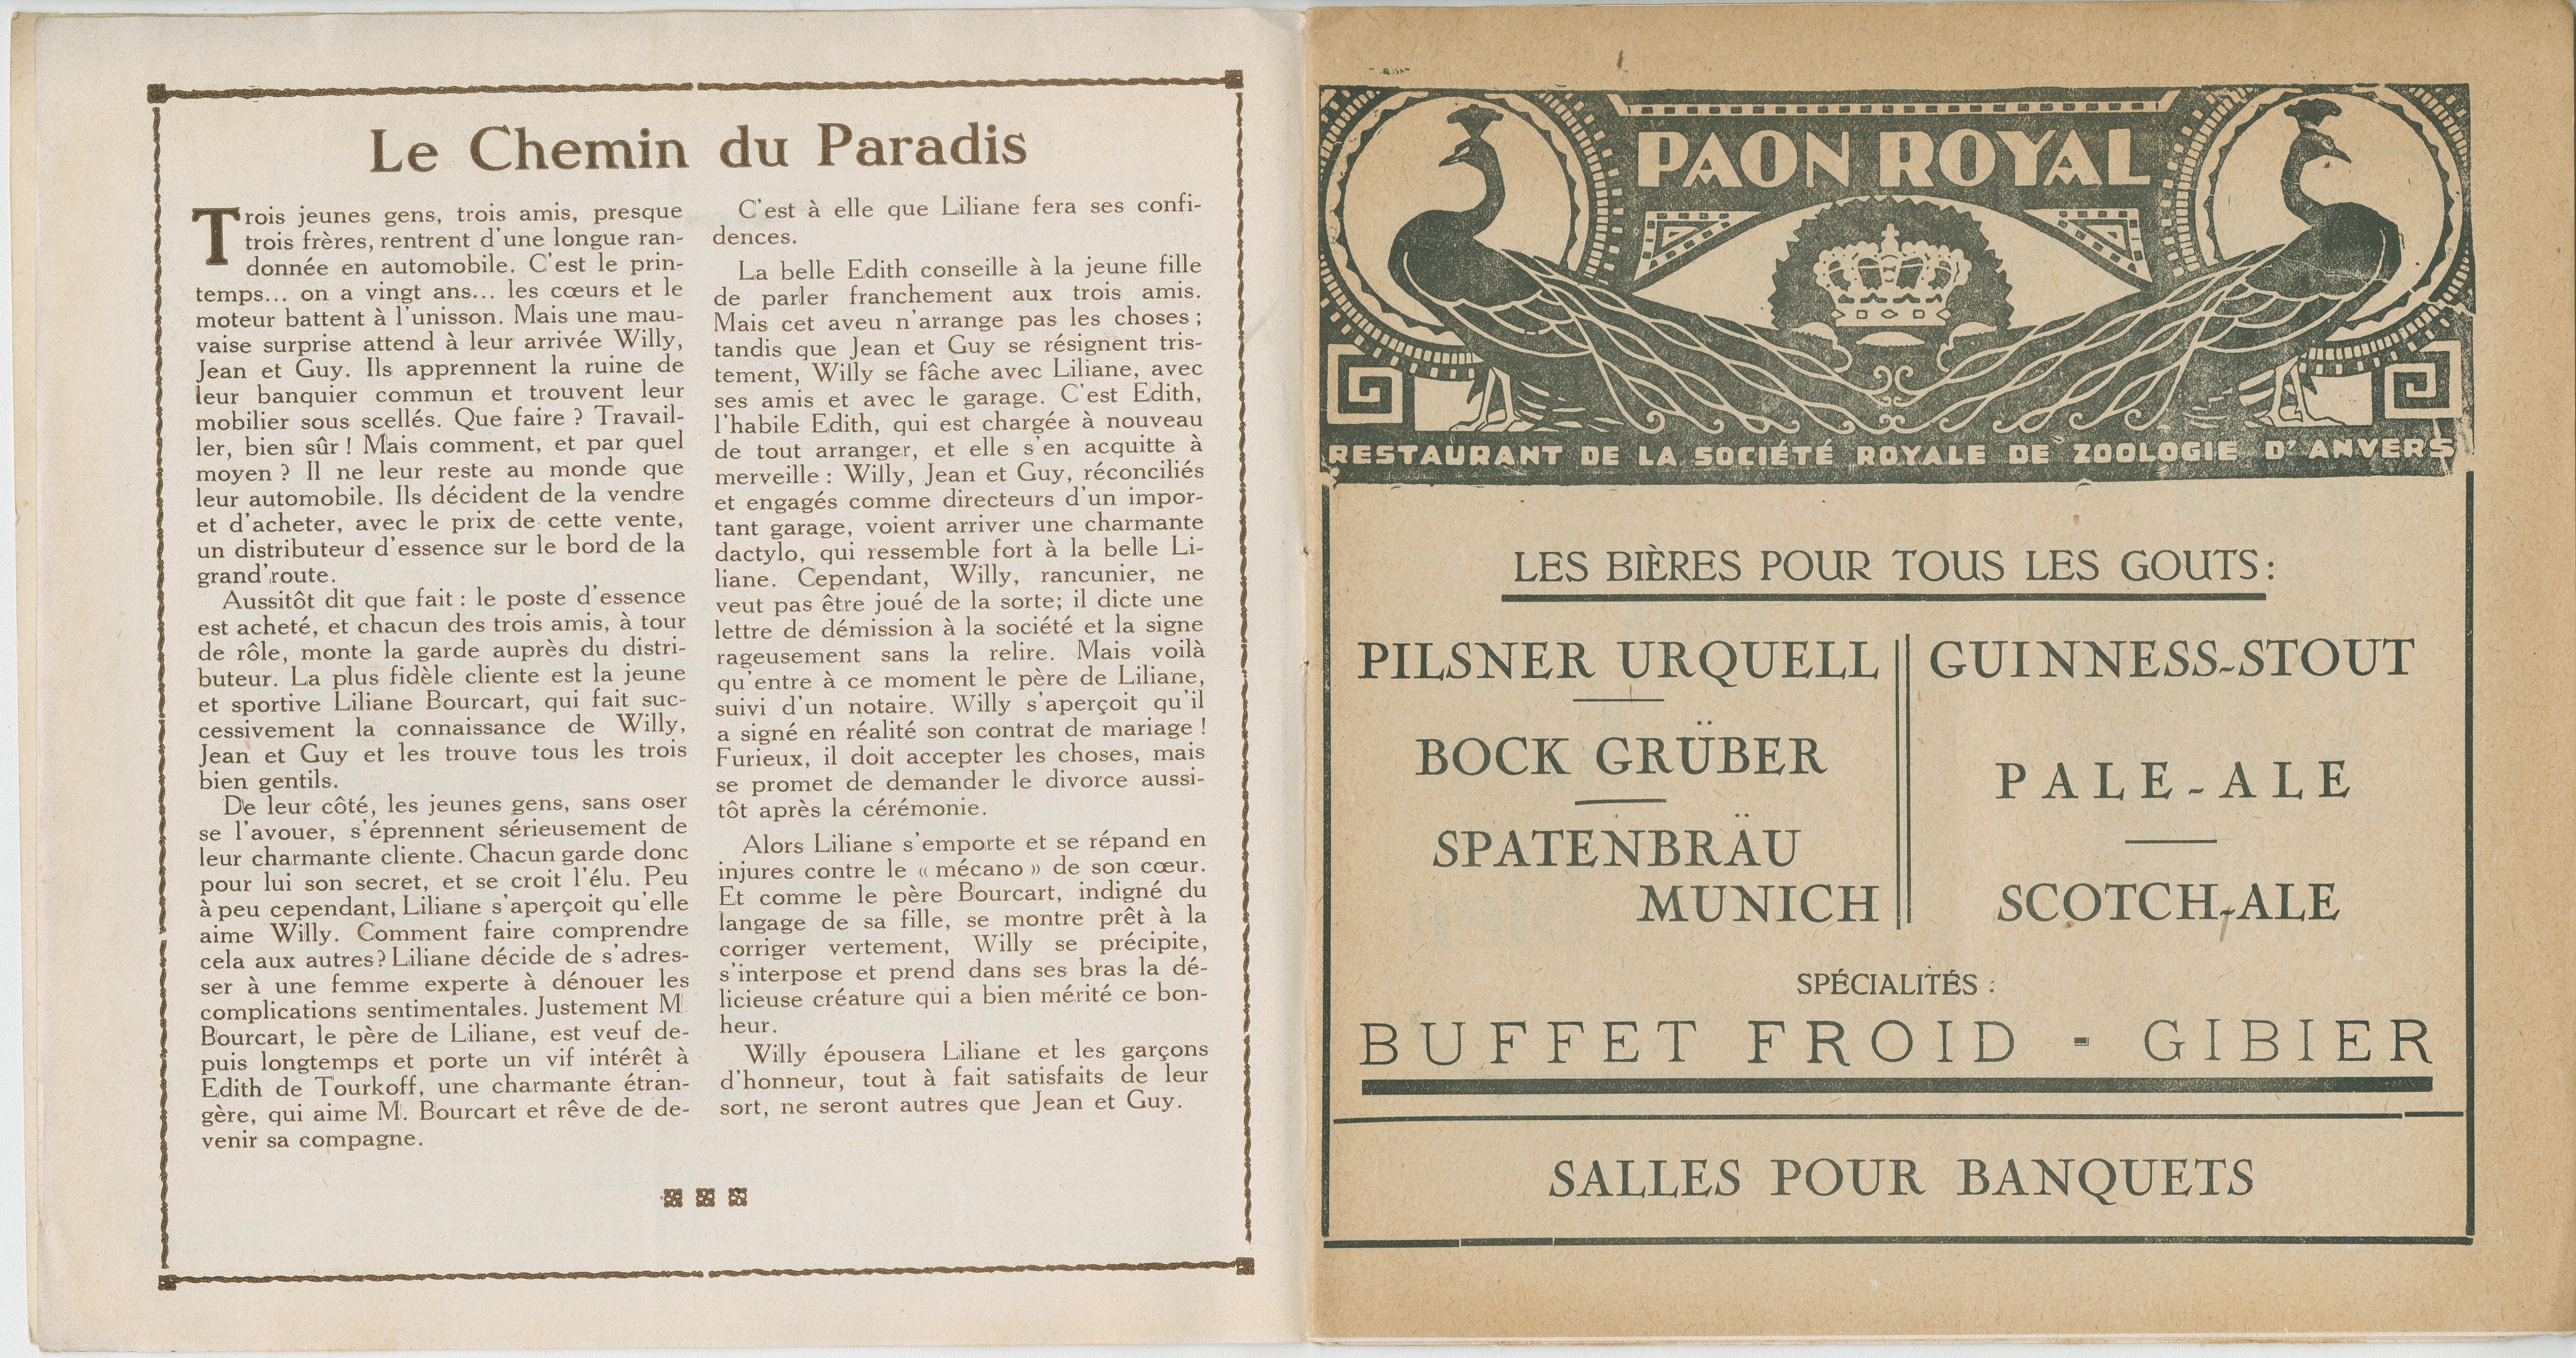 Le Chemin du Paradis
Trois jeunes gens, trois amis, presque
trois frères, rentrent d'une longue ran-
donnée en automobile. C'est le prin-
temps... on a vingt ans... les cœurs et le
moteur battent à l'unisson. Mais une mau-
vaise surprise attend à leur arrivée Willy,
Jean et Guy. Ils apprennent la ruine de
leur banquier commun et trouvent leur
mobilier sous scellés. Que faire ? Travail-
ler, bien sûr ! Mais comment, et par quel
moyen ? Il ne leur reste au monde que
leur automobile. Ils décident de la vendre
et d'acheter, avec le prix de cette vente,
un distributeur d'essence sur le bord de la
grand'route.
Aussitôt dit que fait : le poste d'essence
est acheté, et chacun des trois amis, à tour
de rôle, monte la garde auprès du distri-
buteur. La plus fidèle cliente est la jeune
et sportive Liliane Bourcart, qui fait suc-
cessivement la connaissance de Willy,
Jean et Guy et les trouve tous les trois
bien gentils.
De leur côté, les jeunes gens, sans oser
se l'avouer, s'éprennent sérieusement de
leur charmante cliente. Chacun garde donc
pour lui son secret, et se croit l'élu. Peu
à peu cependant, Liliane s'aperçoit qu'elle
aime Willy. Comment faire comprendre
cela aux autres ? Liliane décide de s'adres-
ser à une femme experte à dénouer les
complications sentimentales. Justement M
Bourcart, le père de Liliane, est veuf de-
puis longtemps et porte un vif intérêt à
Edith de Tourkoff, une charmante étran-
gère, qui aime M. Bourcart et rêve de de-
venir sa compagne.
C'est à elle que Liliane fera ses confi-
dences.
La belle Edith conseille à la jeune fille
de parler franchement aux trois amis.
Mais cet aveu n'arrange pas les choses ;
tandis que Jean et Guy se résignent tris-
tement, Willy se fâche avec Liliane, avec
ses amis et avec le garage. C'est Edith,
l'habile Edith, qui est chargée à nouveau
de tout arranger, et elle s'en acquitte à
merveille : Willy, Jean et Guy, réconciliés
et engagés comme directeurs d'un impor-
tant garage, voient arriver une charmante
dactylo, qui ressemble fort à la belle Li-
liane. Cependant, Willy, rancunier, ne
veut pas être joué de la sorte; il dicte une
lettre de démission à la société et la signe
rageusement sans la relire. Mais voilà
qu'entre à ce moment le père de Liliane,
suivi d'un notaire. Willy s'aperçoit qu'il
a signé en réalité son contrat de mariage !
Furieux, il doit accepter les choses, mais
se promet de demander le divorce aussi-
tôt après la cérémonie.
Alors Liliane s'emporte et se répand en
injures contre le « mécano » de son cœur.
Et comme le père Bourcart, indigné du
langage de sa fille, se montre prêt à la
corriger vertement, Willy se précipite,
s'interpose et prend dans ses bras la dé-
licieuse créature qui a bien mérité ce bon-
heur.
Willy épousera Liliane et les garçons
d'honneur, tout à fait satisfaits de leur
sort, ne seront autres que Jean et Guy.
PAON ROYAL
RESTAURANT DE LA SOCIÉTÉ ROYALE DE ZOOLOGIE D'ANVERS
LES BIÈRES POUR TOUS LES GOUTS :
PILSNER URQUELL
BOCK GRÜBER
SPATENBRÄU
MUNICH
GUINNESS-STOUT
PALE-ALE
SCOTCH-ALE
SPÉCIALITÉS :
BUFFET FROID - GIBIER
SALLES POUR BANQUETS